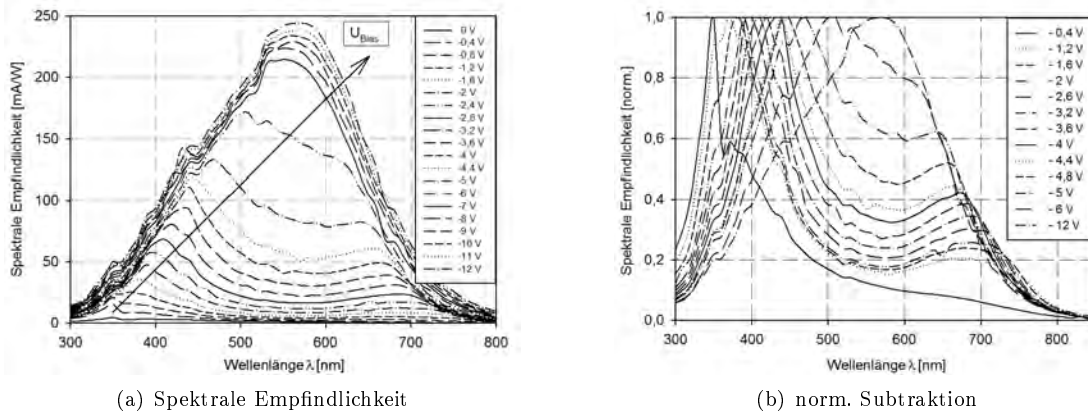 250
200
150
100
50
0
300
400
500
600
700
800
Spektrale Empfindlichkeit [mA/W]
Wellenlänge λ [nm]
U Bias
0 V
-0,4 V
-0,8 V
-1,2 V
-1,6 V
-2 V
-2,4 V
-2,8 V
-3,2 V
-3,6 V
-4 V
-4,4 V
-5 V
-6 V
-7 V
-8 V
-9 V
-10 V
-11 V
-12 V
(a) Spektrale Empfindlichkeit
1,0
0,8
0,6
0,4
0,2
0,0
300
400
500
600
700
800
Spektrale Empfindlichkeit [norm.]
Wellenlänge λ [nm]
- 0,4 V
- 1,2 V
- 1,6 V
- 2 V
- 2,6 V
- 3,2 V
- 3,6 V
- 4 V
- 4,4 V
- 4,8 V
- 5 V
- 6 V
- 12 V
(b) norm. Subtraktion